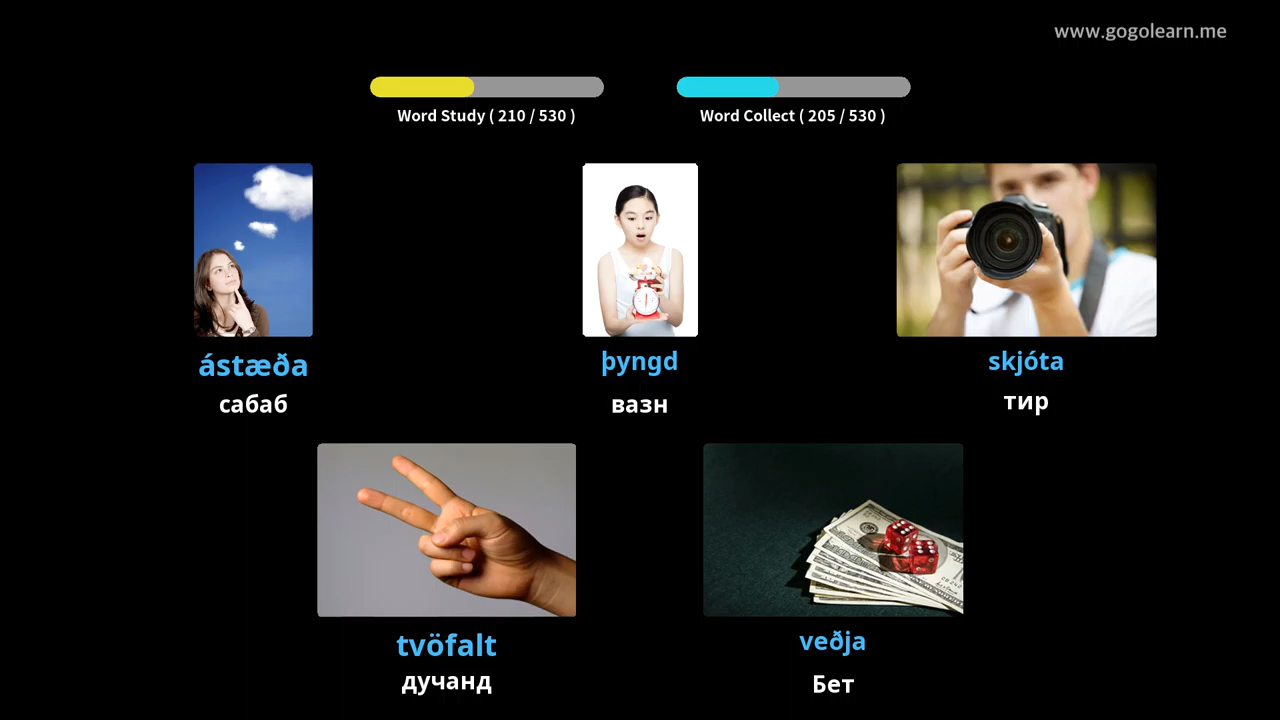 www.gogolearn.me
Word Study ( 210 / 530 )
Word Collect ( 205 / 530 )
ástæða
сабаб
þyngd
вазн
skjóta
тир
tvöfalt
дучанд
veðja
Бет